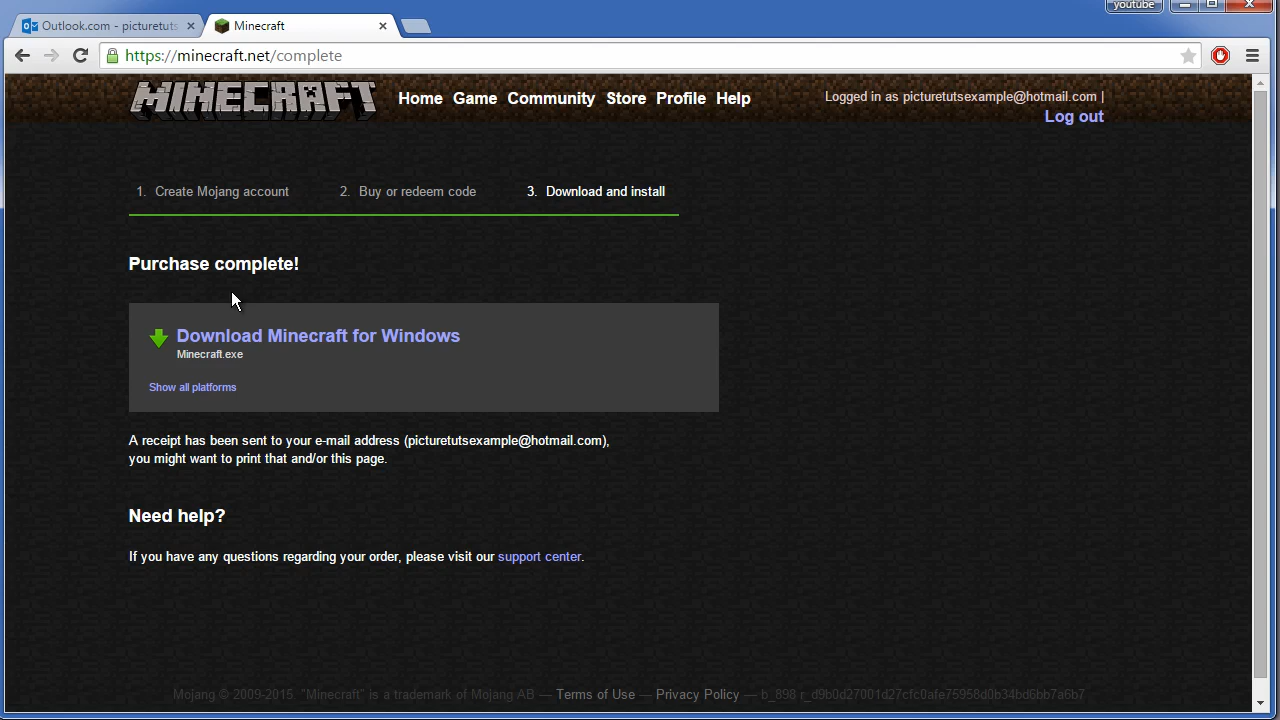 youtube
Outlook.com - picturetuts
Minecraft
https://minecraft.net/complete
MINECRAFT
Home Game Community Store Profile Help
Logged in as picturetutsexample@hotmail.com |
Log out
1. Create Mojang account
2. Buy or redeem code
3. Download and install
Purchase complete!
Download Minecraft for Windows
Minecraft.exe
Show all platforms
A receipt has been sent to your e-mail address (picturetutsexample@hotmail.com),
you might want to print that and/or this page.
Need help?
If you have any questions regarding your order, please visit our support center.
Mojang © 2009-2015. "Minecraft" is a trademark of Mojang AB — Terms of Use — Privacy Policy — b_898 r_d9b0d27001d27cfc0afe75958d0b34bd6bb7a6b7